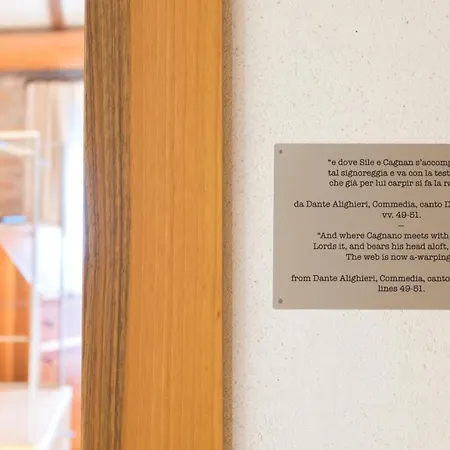 "e dove Sile e Cagnan s'accomp
tal signoreggia e va con la test
che già per lui carpir si fa la ra
da Dante Alighieri, Commedia, canto I
vv. 49-51.
—
"And where Cagnano meets with
Lords it, and bears his head aloft,
The web is now a-warping
from Dante Alighieri, Commedia, canto
lines 49-51.